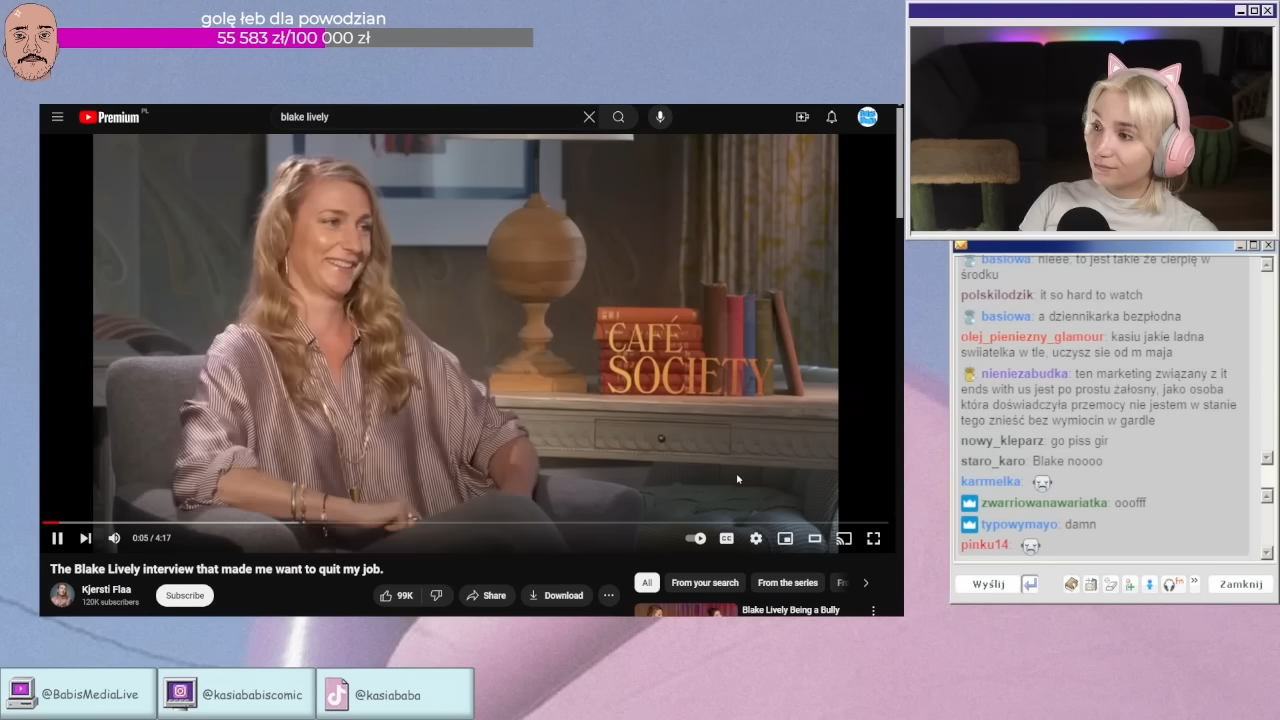 golę łeb dla powodzian
55 583 zł/100 000 zł
Premium PL
blake lively
CAFÉ
SOCIETY
0:05 / 4:17
CC
The Blake Lively interview that made me want to quit my job.
Kjersti Flaa
120K subscribers
Subscribe
99K
Share
Download
All
From your search
From the series
Blake Lively Being a Bully
basiowa: nieee, to jest takie że cierpię w
środku
polskilodzik: it so hard to watch
basiowa: a dziennikarka bezpłodna
olej_pieniezny_glamour: kasiu jakie ladna
swiiatelka w tle, uczysz sie od m maja
nieniezabudka: ten marketing związany z it
ends with us jest po prostu żałosny, jako osoba
która doświadczyła przemocy nie jestem w stanie
tego znieść bez wymiocin w gardle
nowy_kleparz: go piss gir
staro_karo: Blake noooo
karrmelka:
zwarriowanawariatka: ooofff
typowymayo: damn
pinku14:
Wyślij
Zamknij
@BabisMediaLive
@kasiababiscomic
@kasiababa